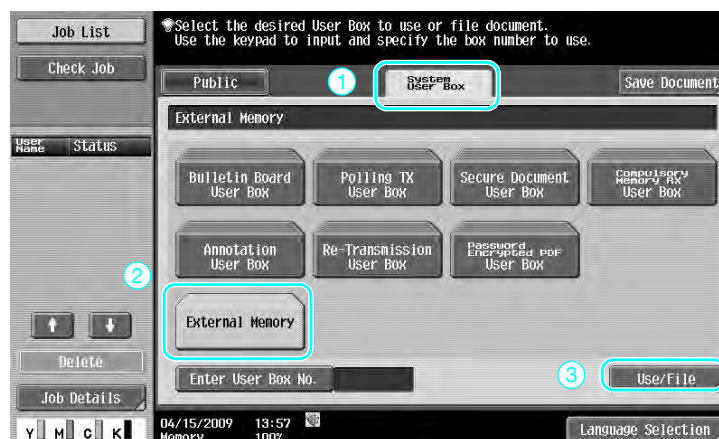 Job List
Select the desired User Box to use or file document.
Use the keypad to input and specify the box number to use.
Check Job
Public
1
System
User Box
Save Document
External Memory
User
Name
Status
Bulletin Board
User Box
Polling TX
User Box
Secure Document
User Box
Compulsory
Memory RX
User Box
Annotation
User Box
Re-Transmission
User Box
Password
Encrypted PDF
User Box
2
External Memory
Delete
Enter User Box No.
3
Use/File
Job Details
Y M C K
04/15/2009 13:57
Memory 100%
Language Selection